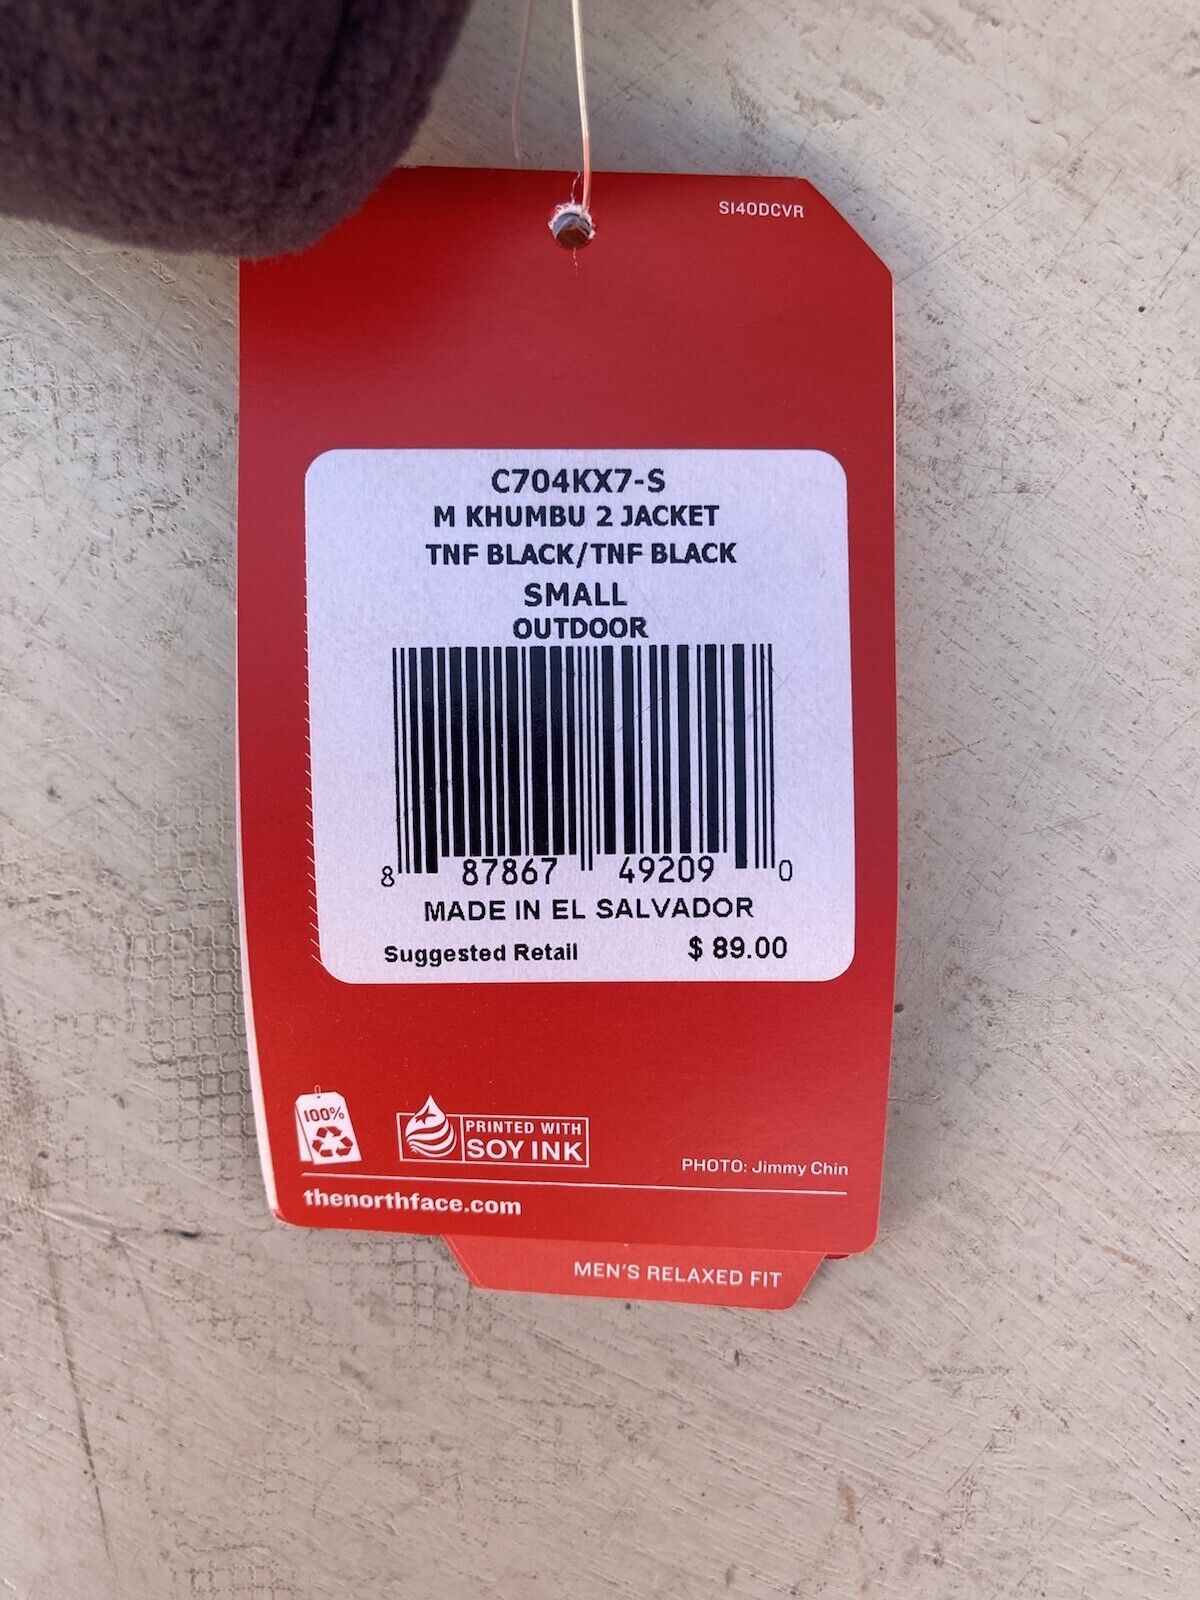 SI40DCVR
C704KX7-S
M KHUMBU 2 JACKET
TNF BLACK/TNF BLACK
SMALL
OUTDOOR
8 87867 49209 0
MADE IN EL SALVADOR
Suggested Retail $ 89.00
100%
PRINTED WITH
SOY INK
PHOTO: Jimmy Chin
thenorthface.com
MEN'S RELAXED FIT